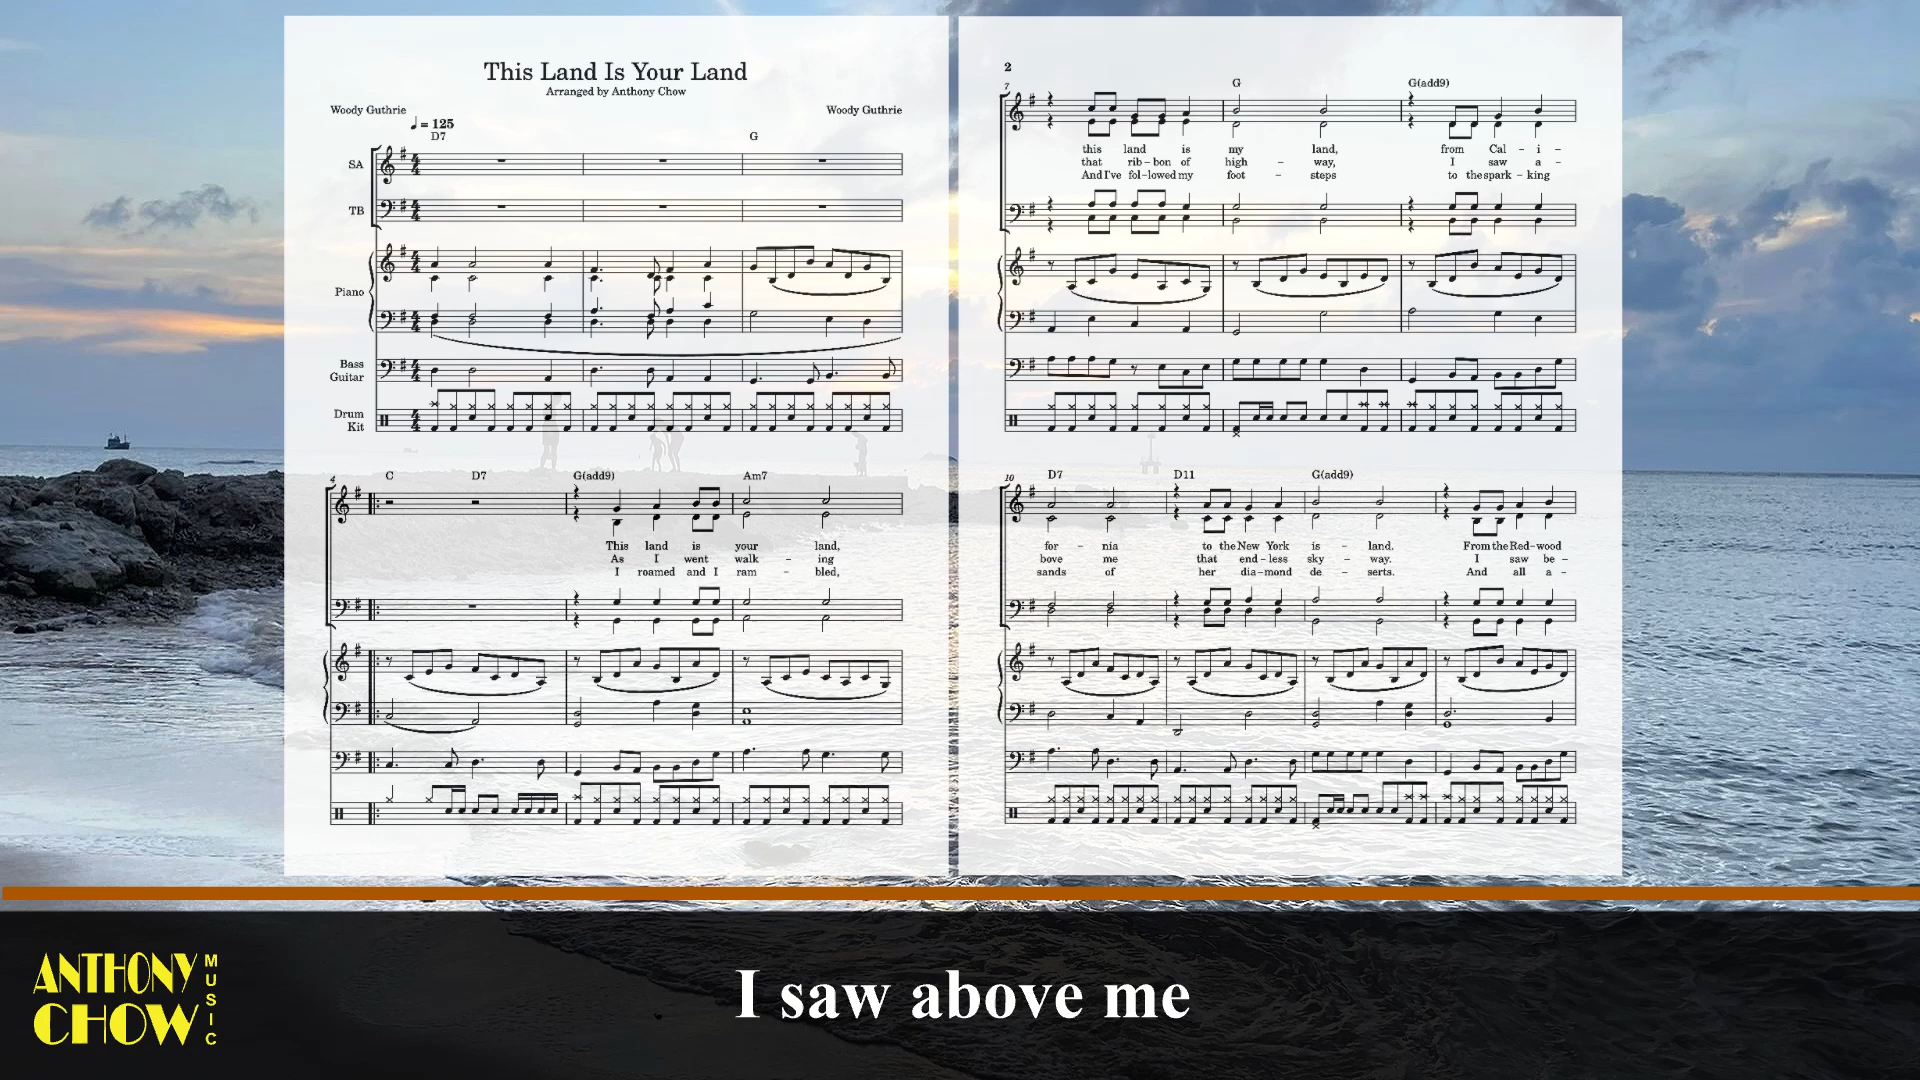 This Land Is Your Land
Arranged by Anthony Chow
Woody Guthrie
Woody Guthrie
♩ = 125
D7 G
SA
TB
Piano
Bass
Guitar
Drum
Kit
4
C D7 G(add9) Am7
This land is your land,
As I went walk – ing
I roamed and I ram – bled,
2
7
G G(add9)
this land is my land, from Cal – i –
that rib – bon of high – way, I saw a –
And I've fol – lowed my foot – steps to the spark – king
10
D7 D11 G(add9)
for – nia to the New York is – land. From the Red – wood
bove me that end – less sky – way. I saw be –
sands of her dia – mond de – serts. And all a –
ANTHONY
CHOW
MUSIC
I saw above me